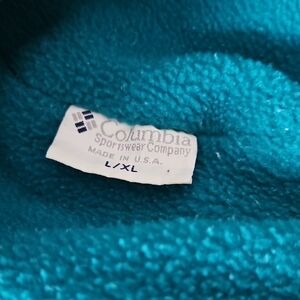 Columbia
Sportswear Company
MADE IN U.S.A.
L/XL